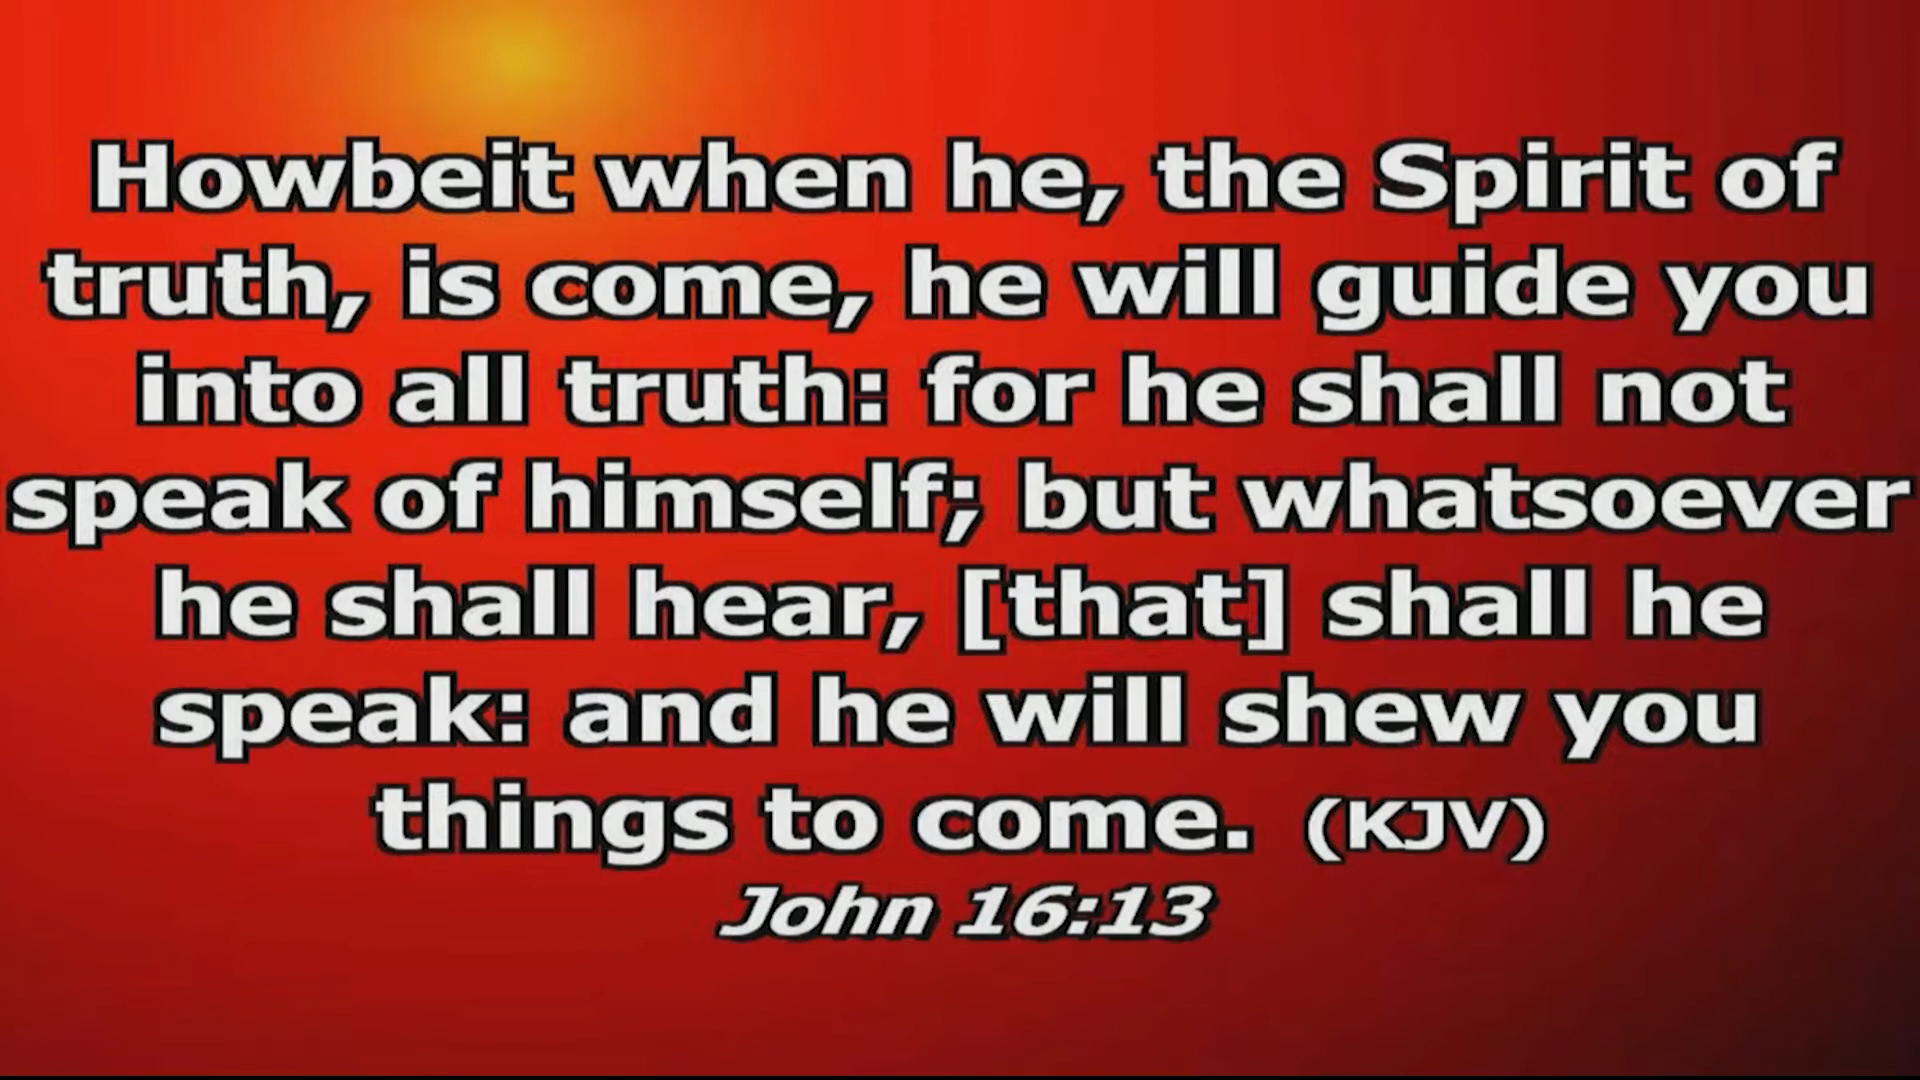 Howbeit when he, the Spirit of
truth, is come, he will guide you
into all truth: for he shall not
speak of himself; but whatsoever
he shall hear, [that] shall he
speak: and he will shew you
things to come. (KJV)
John 16:13